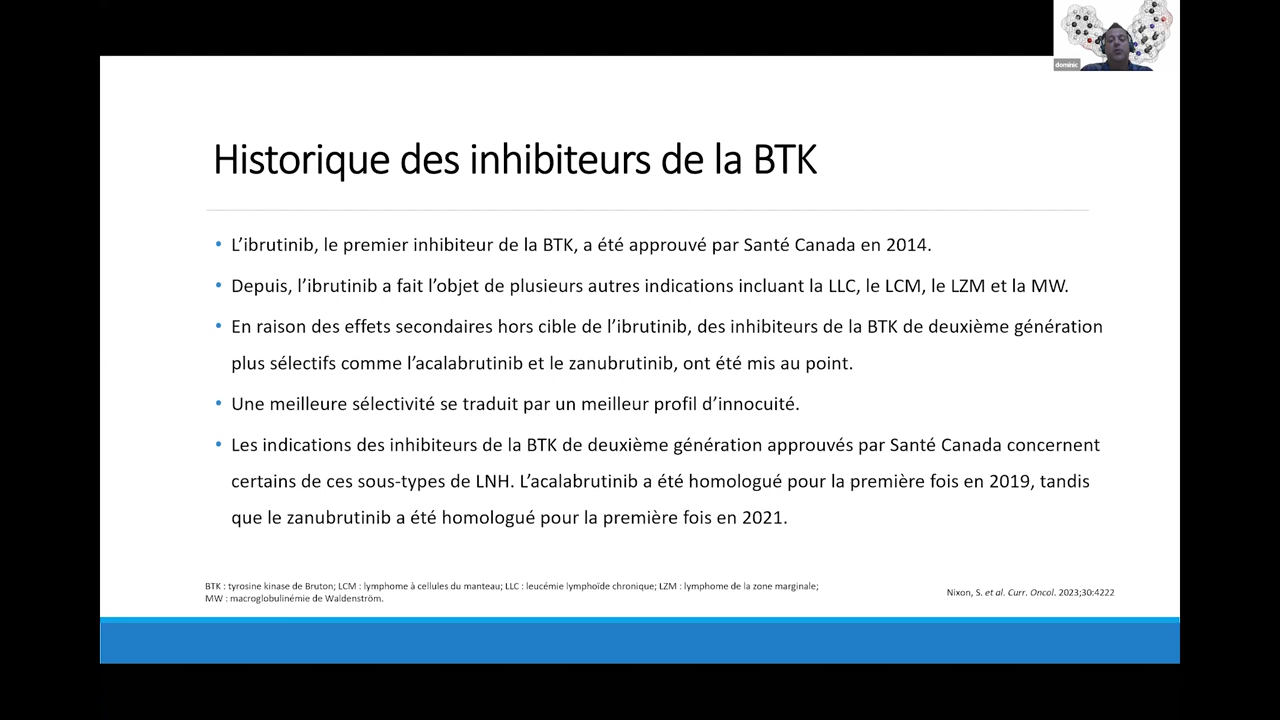 dominic
Historique des inhibiteurs de la BTK
• L’ibrutinib, le premier inhibiteur de la BTK, a été approuvé par Santé Canada en 2014.
• Depuis, l’ibrutinib a fait l’objet de plusieurs autres indications incluant la LLC, le LCM, le LZM et la MW.
• En raison des effets secondaires hors cible de l’ibrutinib, des inhibiteurs de la BTK de deuxième génération
plus sélectifs comme l’acalabrutinib et le zanubrutinib, ont été mis au point.
• Une meilleure sélectivité se traduit par un meilleur profil d’innocuité.
• Les indications des inhibiteurs de la BTK de deuxième génération approuvés par Santé Canada concernent
certains de ces sous-types de LNH. L’acalabrutinib a été homologué pour la première fois en 2019, tandis
que le zanubrutinib a été homologué pour la première fois en 2021.
BTK : tyrosine kinase de Bruton; LCM : lymphome à cellules du manteau; LLC : leucémie lymphoïde chronique; LZM : lymphome de la zone marginale;
MW : macroglobulinémie de Waldenström.
Nixon, S. et al. Curr. Oncol. 2023;30:4222